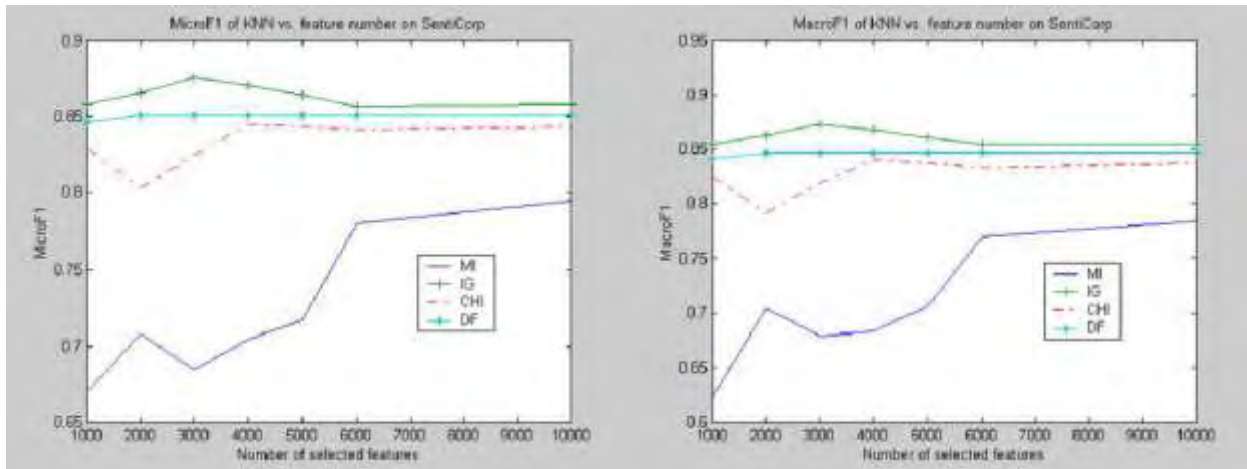 MicroF1 of KNN vs. feature number on SentiCorp
0.9
0.85
0.8
0.75
0.7
0.65
MicroF1
MI
IG
CHI
DF
1000 2000 3000 4000 5000 6000 7000 8000 9000 10000
Number of selected features
MacroF1 of KNN vs. feature number on SentiCorp
0.95
0.9
0.85
0.8
0.75
0.7
0.65
0.5
MacroF1
MI
IG
CHI
DF
1000 2000 3000 4000 5000 6000 7000 8000 9000 10000
Number of selected features